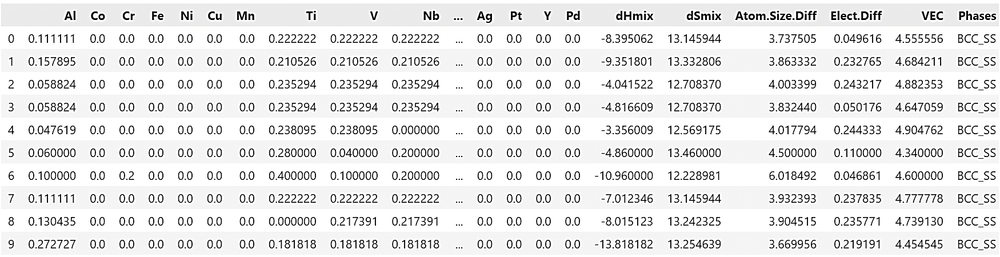 Al Co Cr Fe Ni Cu Mn Ti V Nb ... Ag Pt Y Pd dHmix dSmix Atom.Size.Diff Elect.Diff VEC Phases
0 0.111111 0.0 0.0 0.0 0.0 0.0 0.0 0.222222 0.222222 0.222222 ... 0.0 0.0 0.0 0.0 -8.395062 13.145944 3.737505 0.049616 4.555556 BCC_SS
1 0.157895 0.0 0.0 0.0 0.0 0.0 0.0 0.210526 0.210526 0.210526 ... 0.0 0.0 0.0 0.0 -9.351801 13.332806 3.863332 0.232765 4.684211 BCC_SS
2 0.058824 0.0 0.0 0.0 0.0 0.0 0.0 0.235294 0.235294 0.235294 ... 0.0 0.0 0.0 0.0 -4.041522 12.708370 4.003399 0.243217 4.882353 BCC_SS
3 0.058824 0.0 0.0 0.0 0.0 0.0 0.0 0.235294 0.235294 0.235294 ... 0.0 0.0 0.0 0.0 -4.816609 12.708370 3.832440 0.050176 4.647059 BCC_SS
4 0.047619 0.0 0.0 0.0 0.0 0.0 0.0 0.238095 0.238095 0.000000 ... 0.0 0.0 0.0 0.0 -3.356009 12.569175 4.017794 0.244333 4.904762 BCC_SS
5 0.060000 0.0 0.0 0.0 0.0 0.0 0.0 0.280000 0.040000 0.200000 ... 0.0 0.0 0.0 0.0 -4.860000 13.460000 4.500000 0.110000 4.340000 BCC_SS
6 0.100000 0.0 0.2 0.0 0.0 0.0 0.0 0.400000 0.100000 0.200000 ... 0.0 0.0 0.0 0.0 -10.960000 12.228981 6.018492 0.046861 4.600000 BCC_SS
7 0.111111 0.0 0.0 0.0 0.0 0.0 0.0 0.222222 0.222222 0.222222 ... 0.0 0.0 0.0 0.0 -7.012346 13.145944 3.932393 0.237835 4.777778 BCC_SS
8 0.130435 0.0 0.0 0.0 0.0 0.0 0.0 0.000000 0.217391 0.217391 ... 0.0 0.0 0.0 0.0 -8.015123 13.242325 3.904515 0.235771 4.739130 BCC_SS
9 0.272727 0.0 0.0 0.0 0.0 0.0 0.0 0.181818 0.181818 0.181818 ... 0.0 0.0 0.0 0.0 -13.818182 13.254639 3.669956 0.219191 4.454545 BCC_SS